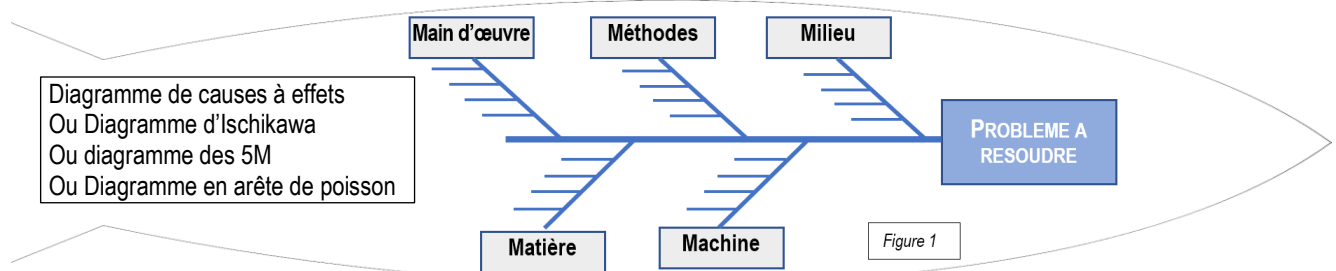 Main d'œuvre
Méthodes
Milieu
Diagramme de causes à effets
Ou Diagramme d'Ischikawa
Ou diagramme des 5M
Ou Diagramme en arête de poisson
PROBLEME A
RESOUDRE
Matière
Machine
Figure 1